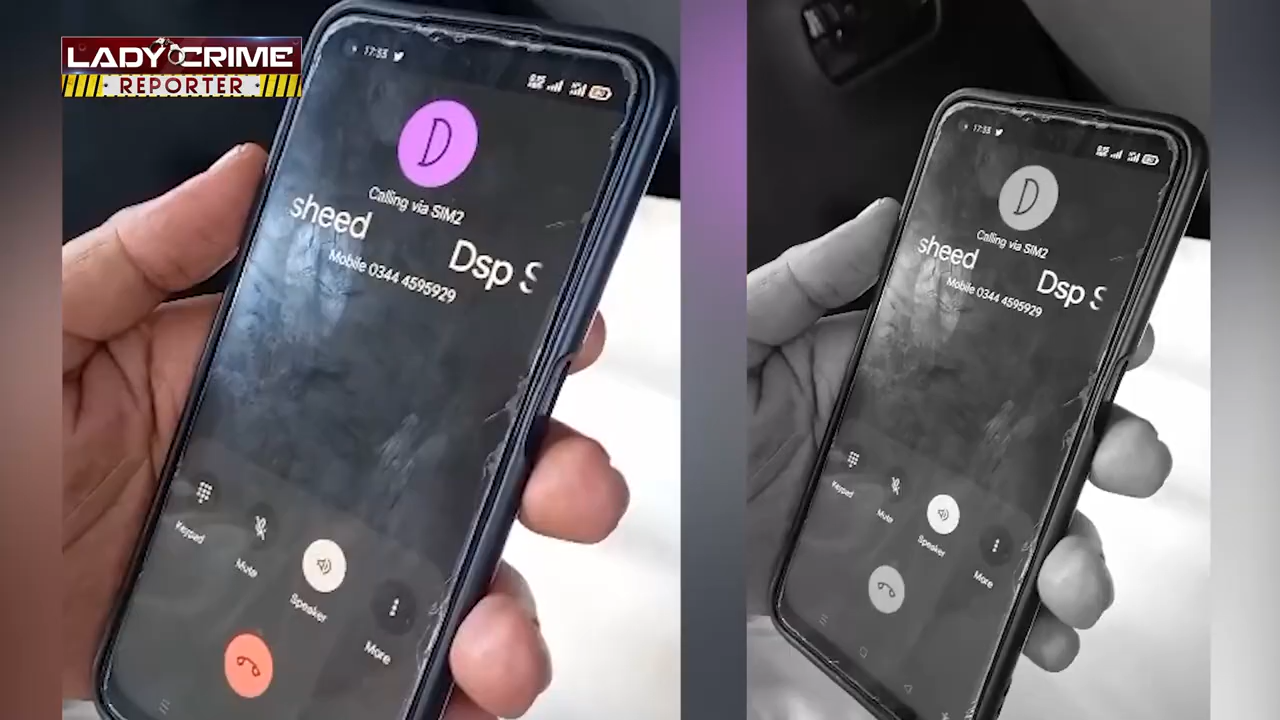 LADY CRIME
REPORTER
17:55
D
Calling via SIM2
sheed Dsp S
Mobile 0344 4595929
Keypad
Mute
Speaker
More
17:55
D
Calling via SIM2
sheed Dsp S
Mobile 0344 4595929
Keypad
Mute
Speaker
More